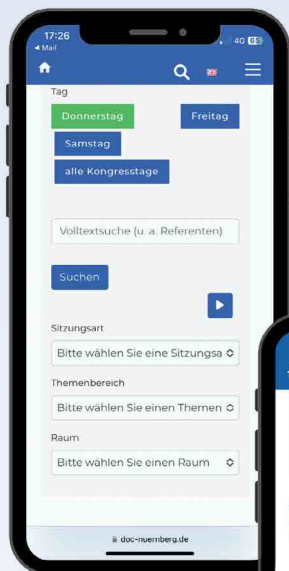 17:26
4G 65
◀ Mail
Tag
Donnerstag Freitag
Samstag
alle Kongresstage
Volltextsuche (u. a. Referenten)
Suchen
Sitzungsart
Bitte wählen Sie eine Sitzungsa
Themenbereich
Bitte wählen Sie einen Themen
Raum
Bitte wählen Sie einen Raum
doc-nuernberg.de